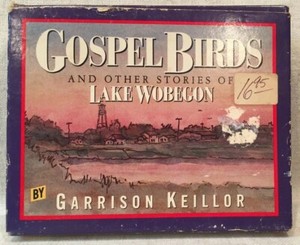 GOSPEL BIRDS
AND OTHER STORIES OF
LAKE WOBEGON
16.95
BY GARRISON KEILLOR